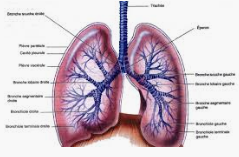 Trachée
Bronche souche droite
Plèvre pariétale
Cavité pleurale
Plèvre viscérale
Bronche lobaire droite
Bronche segmentaire
droite
Bronchiole droite
Bronchiole terminale droite
Bronche souche gauche
Bronche lobaire
gauche
Bronche segmentaire
gauche
Bronchiole gauche
Bronchiole terminale
gauche